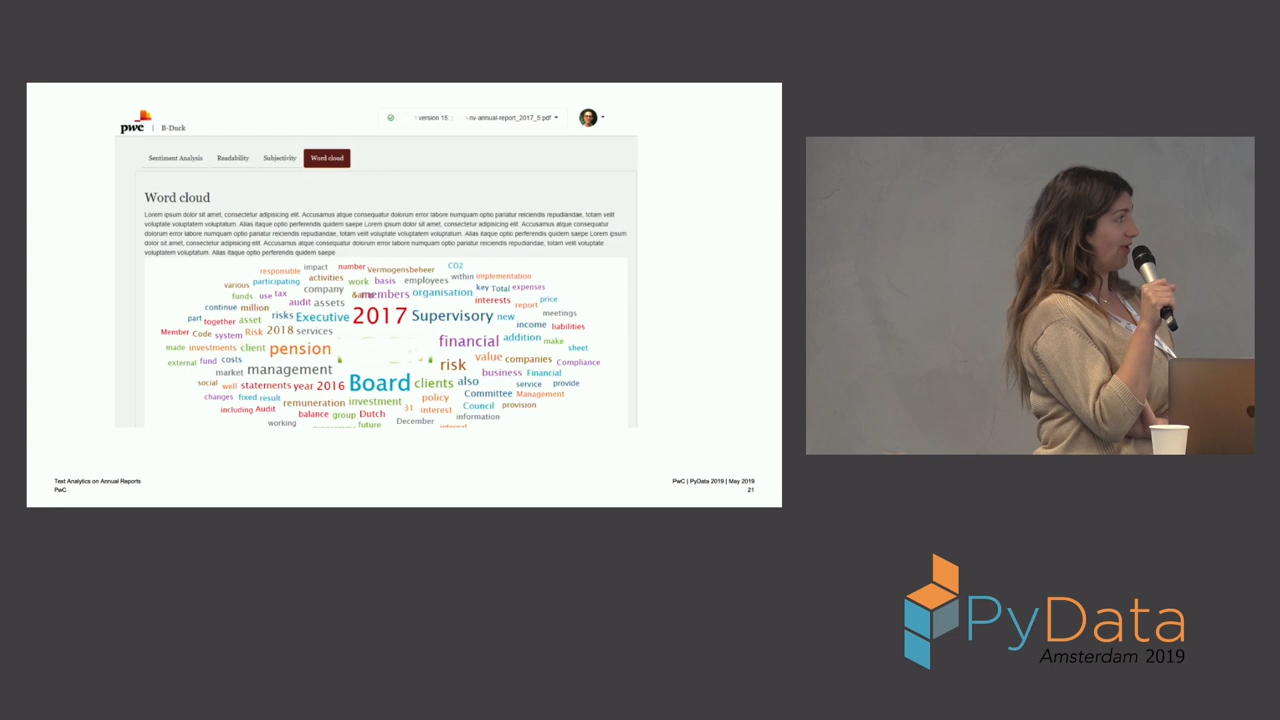 pwc | B-Duck
version 15
nv-annual-report_2017_5.pdf
Sentiment Analysis Readability Subjectivity Word cloud
Word cloud
Lorem ipsum dolor sit amet, consectetur adipisicing elit. Accusamus atque consequatur dolorum error labore numquam optio pariatur reiciendis repudiandae, totam velit
voluptate voluptates voluptatum. Alias itaque optio perferendis quidem saepe Lorem ipsum dolor sit amet, consectetur adipisicing elit. Accusamus atque consequatur
dolorum error labore numquam optio pariatur reiciendis repudiandae, totam velit voluptate voluptates voluptatum. Alias itaque optio perferendis quidem saepe Lorem ipsum
dolor sit amet, consectetur adipisicing elit. Accusamus atque consequatur dolorum error labore numquam optio pariatur reiciendis repudiandae, totam velit voluptate
voluptatem voluptatum. Alias itaque optio perferendis quidem saepe
responsible impact number Vermogensbeheer CO2
various participating activities work basis employees within implementation
funds use tax company &amp members organisation key Total expenses
continue million audit assets interests report price
part together asset risks Executive 2017 Supervisory new meetings
Member Code system Risk 2018 services income liabilities
made investments client pension financial addition make
external fund costs risk value companies sheet Compliance
market management business Financial
social well statements year 2016 Board clients also service provide
changes fixed result remuneration investment policy Committee Management
including Audit balance group Dutch 31 interest Council provision
working future December information
internal
Text Analytics on Annual Reports
PwC
PwC | PyData 2019 | May 2019
21
PyData
Amsterdam 2019